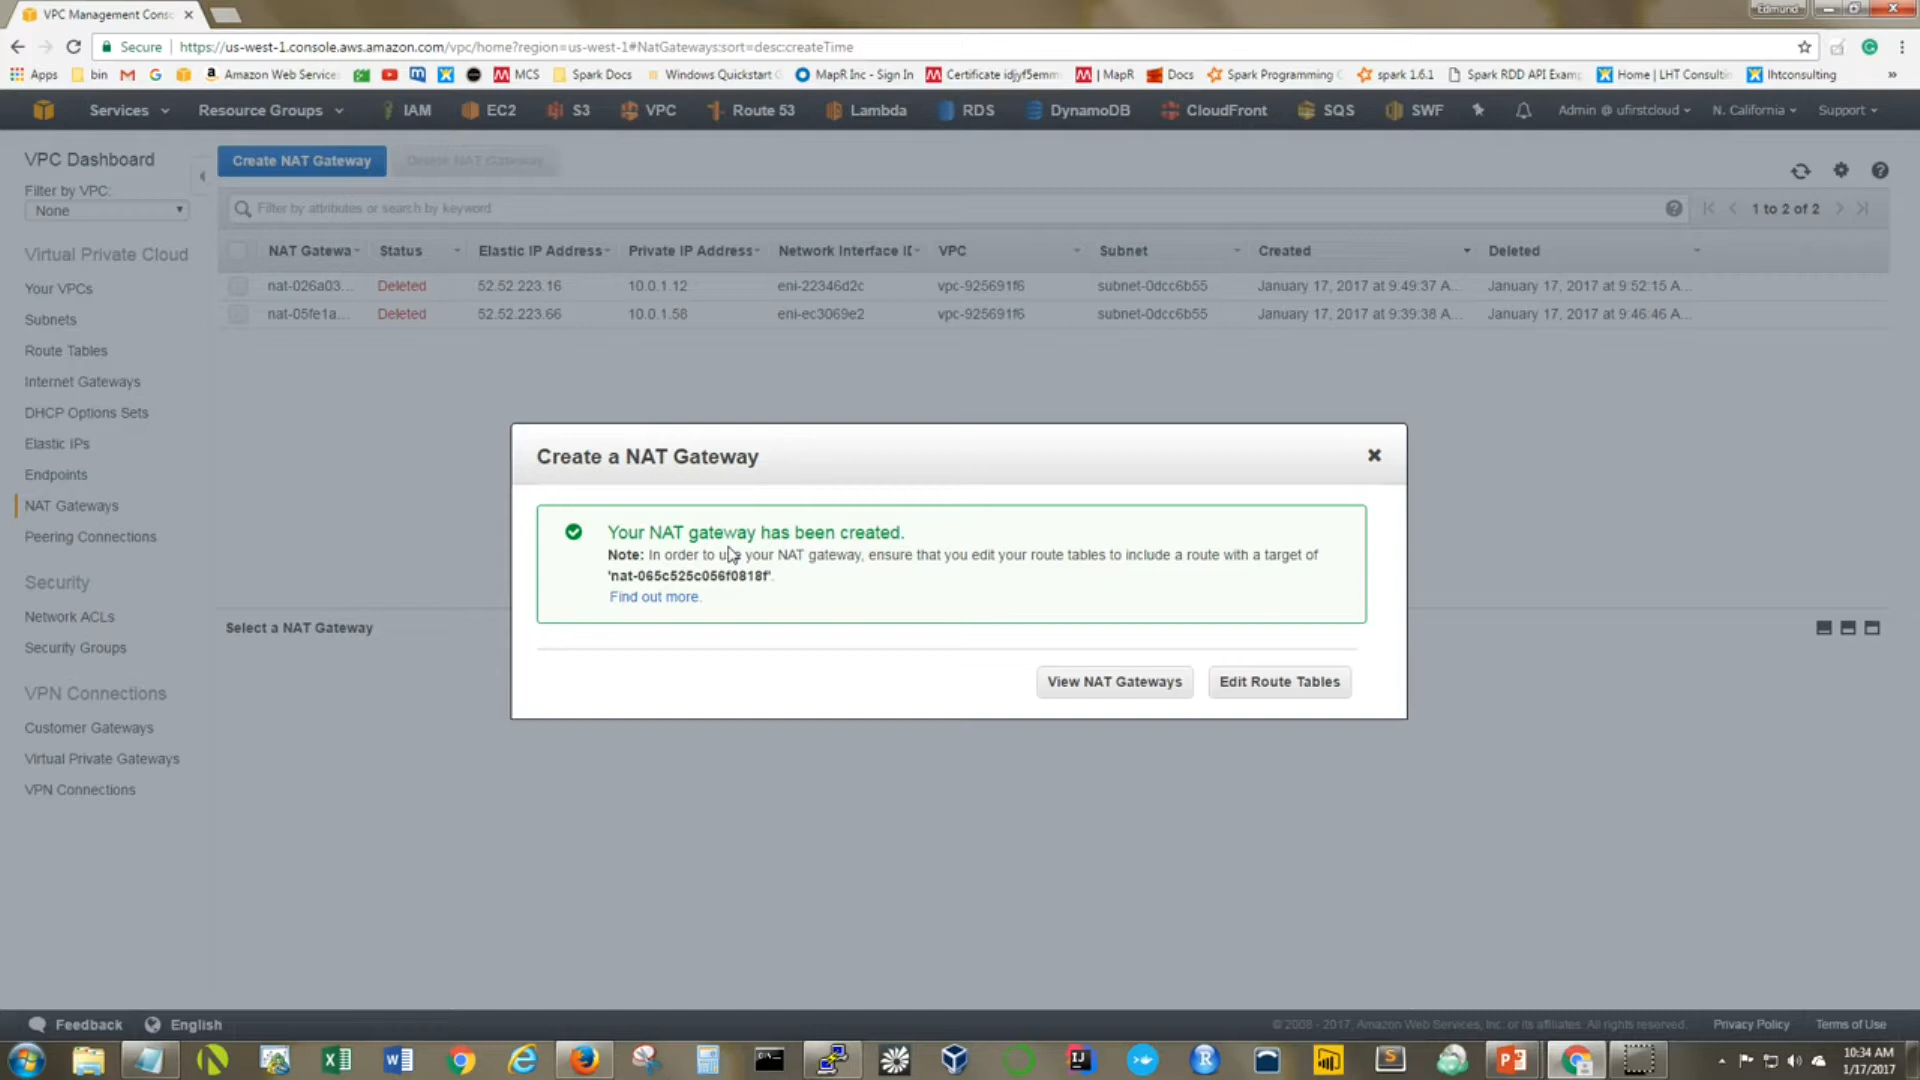 VPC Management Conso
Edmund
Secure
https://us-west-1.console.aws.amazon.com/vpc/home?region=us-west-1#NatGateways:sort=desc:createTime
Apps
bin
Amazon Web Service
MCS
Spark Docs
Windows Quickstart
MapR Inc - Sign In
Certificate idjyf5emm
| MapR
Docs
Spark Programming
spark 1.6.1
Spark RDD API Examp
Home | LHT Consultin
lhtconsulting
»
Services
Resource Groups
IAM
EC2
S3
VPC
Route 53
Lambda
RDS
DynamoDB
CloudFront
SQS
SWF
Admin @ ufirstcloud
N. California
Support
VPC Dashboard
Filter by VPC:
None
Virtual Private Cloud
Your VPCs
Subnets
Route Tables
Internet Gateways
DHCP Options Sets
Elastic IPs
Endpoints
NAT Gateways
Peering Connections
Security
Network ACLs
Security Groups
VPN Connections
Customer Gateways
Virtual Private Gateways
VPN Connections
Create NAT Gateway
Delete NAT Gateway
Filter by attributes or search by keyword
1 to 2 of 2
NAT Gatewa Status Elastic IP Address Private IP Address Network Interface ID VPC Subnet Created Deleted
nat-026a03... Deleted 52.52.223.16 10.0.1.12 eni-22346d2c vpc-925691f6 subnet-0dcc6b55 January 17, 2017 at 9:49:37 A... January 17, 2017 at 9:52:15 A...
nat-05fe1a... Deleted 52.52.223.66 10.0.1.58 eni-ec3069e2 vpc-925691f6 subnet-0dcc6b55 January 17, 2017 at 9:39:38 A... January 17, 2017 at 9:46:46 A...
Create a NAT Gateway
Your NAT gateway has been created.
Note: In order to use your NAT gateway, ensure that you edit your route tables to include a route with a target of
'nat-065c525c056f0818f'.
Find out more.
View NAT Gateways
Edit Route Tables
Select a NAT Gateway
Feedback
English
© 2008 - 2017, Amazon Web Services, Inc. or its affiliates. All rights reserved.
Privacy Policy
Terms of Use
10:34 AM
1/17/2017